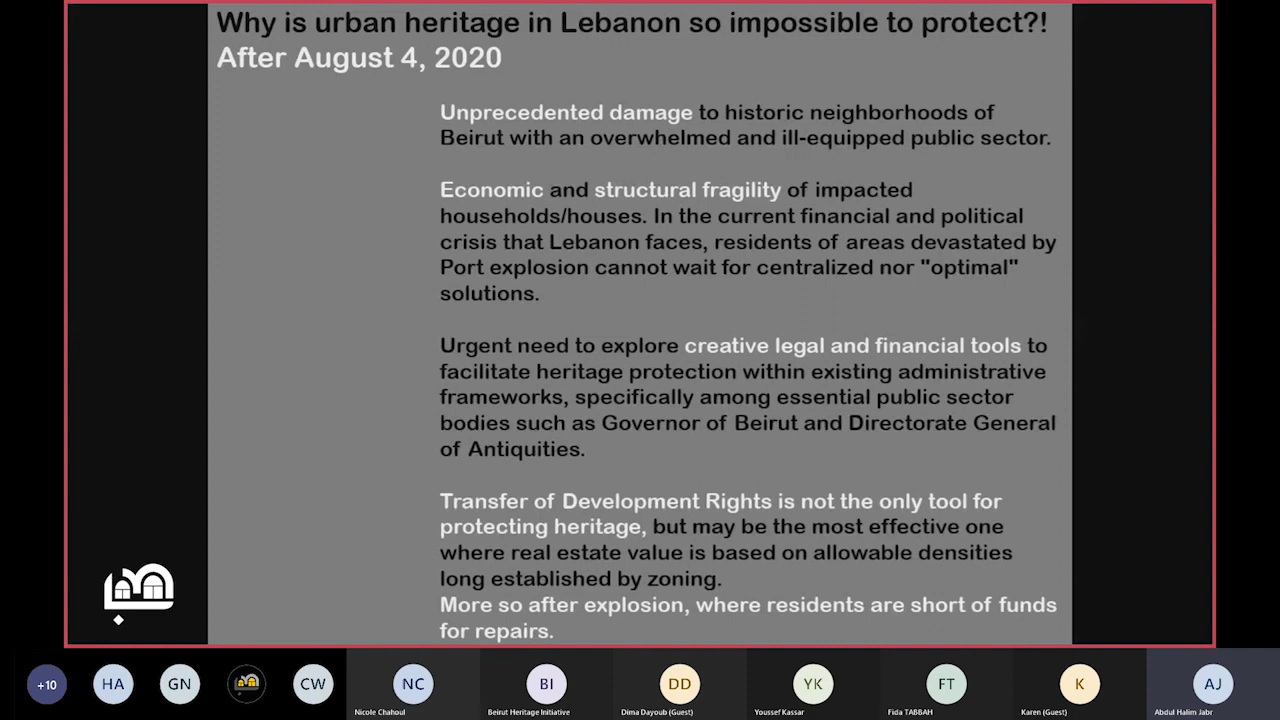 Why is urban heritage in Lebanon so impossible to protect?!
After August 4, 2020
Unprecedented damage to historic neighborhoods of
Beirut with an overwhelmed and ill-equipped public sector.
Economic and structural fragility of impacted
households/houses. In the current financial and political
crisis that Lebanon faces, residents of areas devastated by
Port explosion cannot wait for centralized nor "optimal"
solutions.
Urgent need to explore creative legal and financial tools to
facilitate heritage protection within existing administrative
frameworks, specifically among essential public sector
bodies such as Governor of Beirut and Directorate General
of Antiquities.
Transfer of Development Rights is not the only tool for
protecting heritage, but may be the most effective one
where real estate value is based on allowable densities
long established by zoning.
More so after explosion, where residents are short of funds
for repairs.
+10
HA
GN
CW
NC
BI
DD
YK
FT
K
AJ
Nicole Chahoul
Beirut Heritage Initiative
Dima Dayoub (Guest)
Youssef Kassar
Fida TABBAH
Karen (Guest)
Abdul Halim Jabr